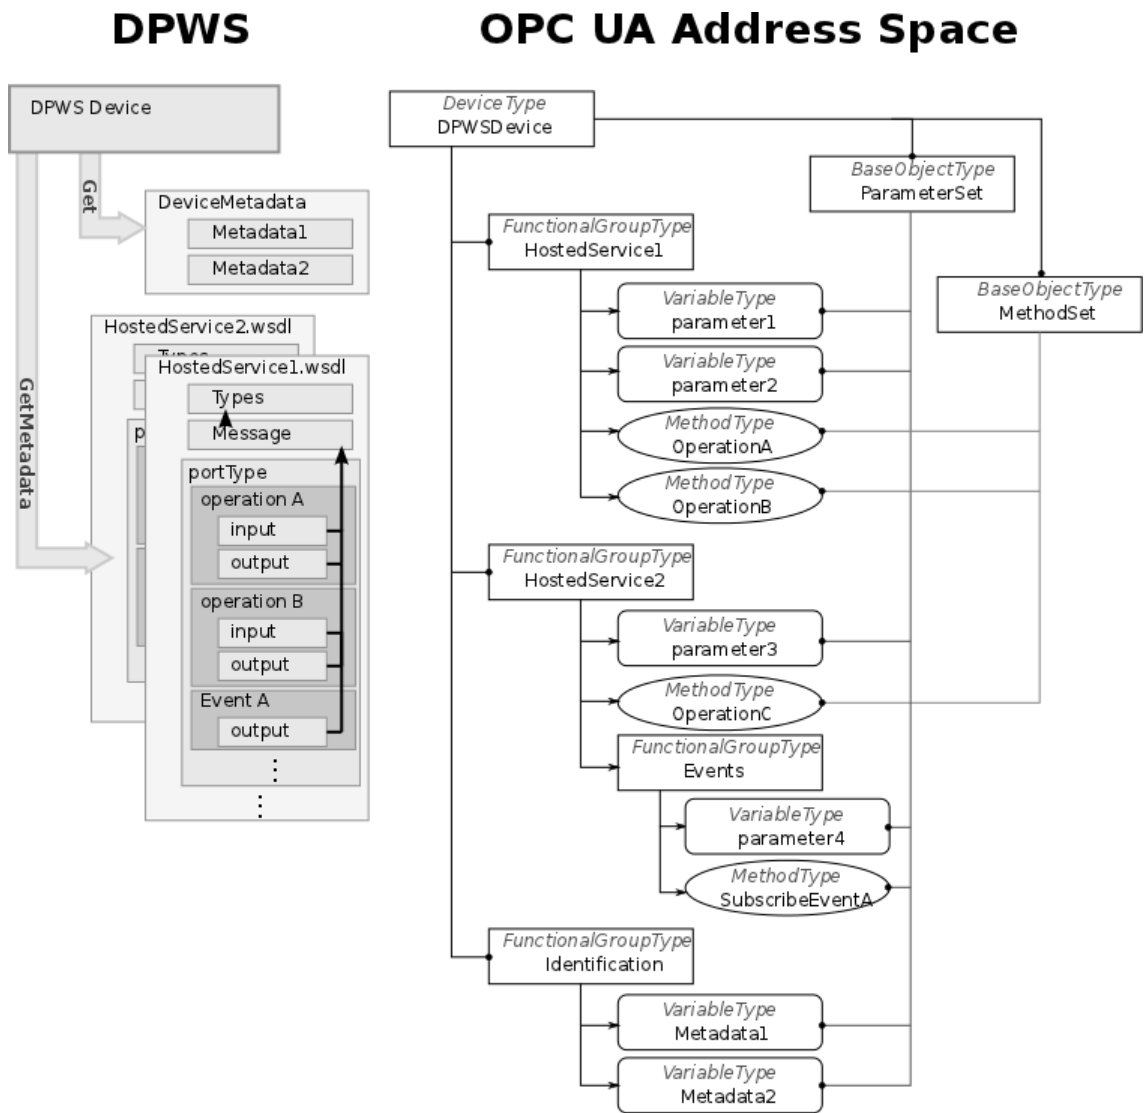 DPWS
OPC UA Address Space
DPWS Device
Get
GetMetadata
DeviceMetadata
Metadata1
Metadata2
HostedService2.wsdl
Types
p
HostedService1.wsdl
Types
Message
portType
operation A
input
output
operation B
input
output
Event A
output
DeviceType
DPWSDevice
BaseObjectType
ParameterSet
BaseObjectType
MethodSet
FunctionalGroupType
HostedService1
VariableType
parameter1
VariableType
parameter2
MethodType
OperationA
MethodType
OperationB
FunctionalGroupType
HostedService2
VariableType
parameter3
MethodType
OperationC
FunctionalGroupType
Events
VariableType
parameter4
MethodType
SubscribeEventA
FunctionalGroupType
Identification
VariableType
Metadata1
VariableType
Metadata2